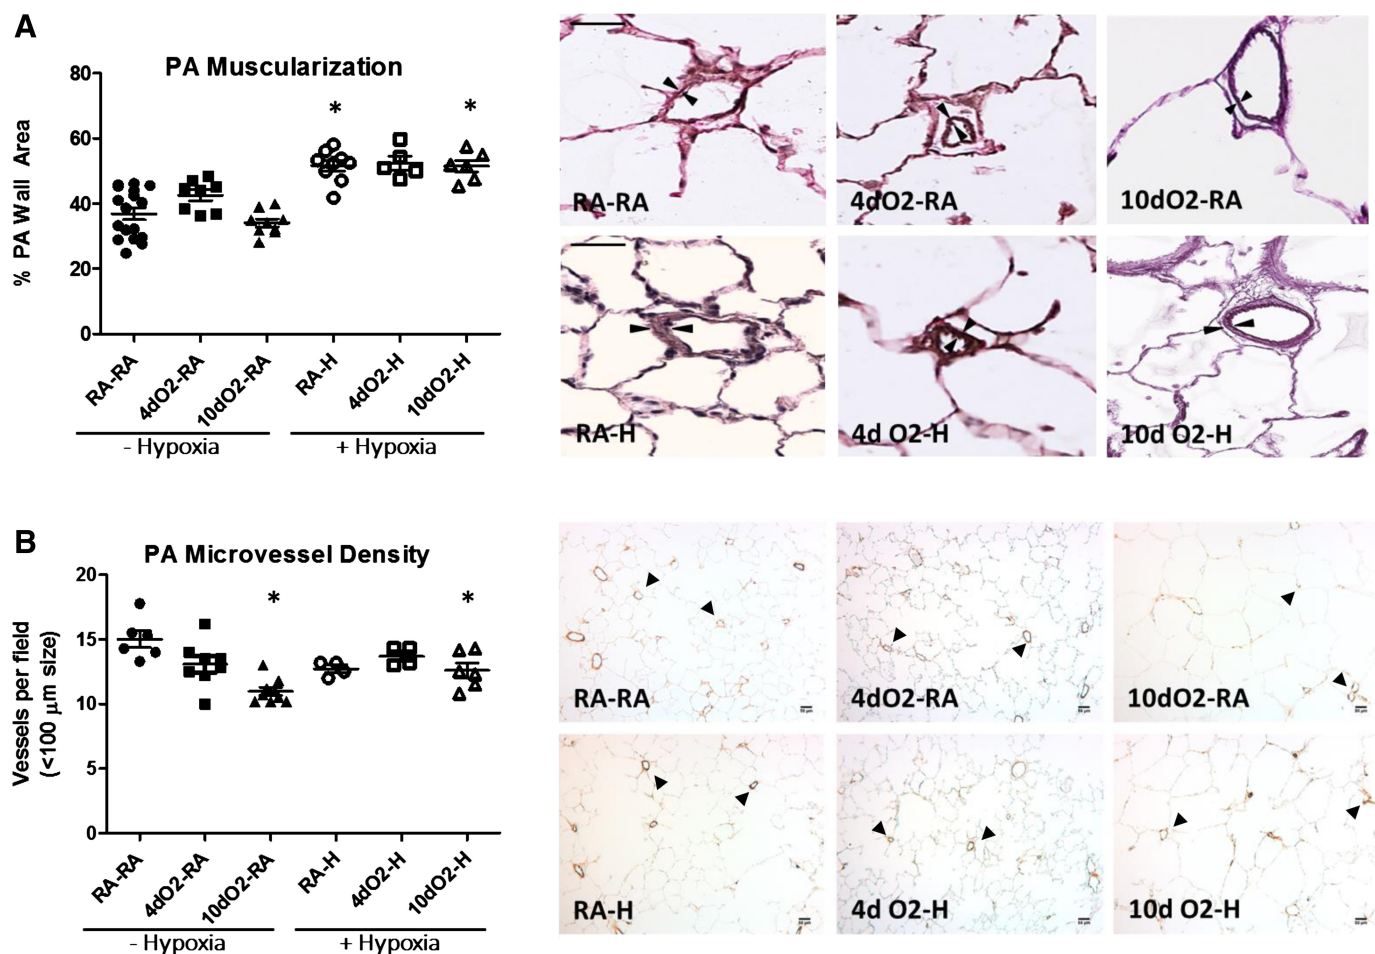 A
PA Muscularization
% PA Wall Area
80
60
40
20
0
*
*
RA-RA
4dO2-RA
10dO2-RA
RA-H
4dO2-H
10dO2-H
- Hypoxia
+ Hypoxia
RA-RA
4dO2-RA
10dO2-RA
RA-H
4d O2-H
10d O2-H
B
PA Microvessel Density
Vessels per field
(<100 μm size)
20
15
10
5
0
*
*
RA-RA
4dO2-RA
10dO2-RA
RA-H
4dO2-H
10dO2-H
- Hypoxia
+ Hypoxia
RA-RA
4dO2-RA
10dO2-RA
RA-H
4d O2-H
10d O2-H